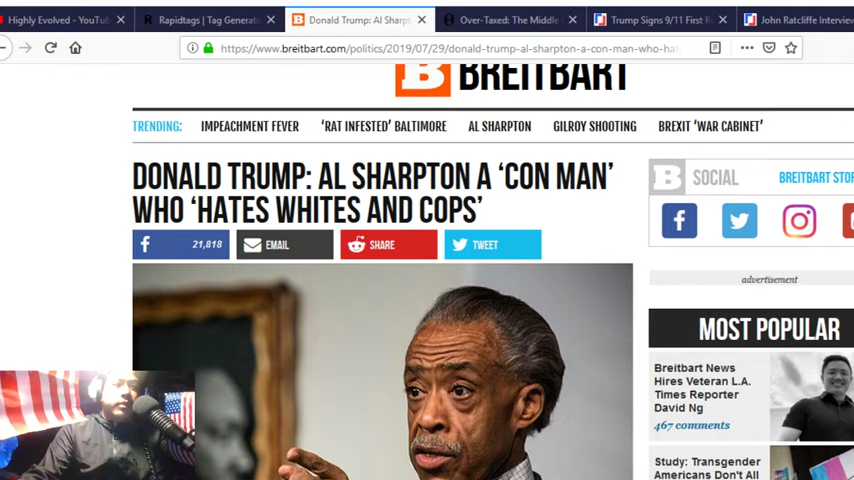 Highly Evolved - YouTub
Rapidtags | Tag Generato
Donald Trump: Al Sharpt
Over-Taxed: The Middle
Trump Signs 9/11 First R
John Ratcliffe Interview
https://www.breitbart.com/politics/2019/07/29/donald-trump-al-sharpton-a-con-man-who-hat
B BREITBART
TRENDING: IMPEACHMENT FEVER 'RAT INFESTED' BALTIMORE AL SHARPTON GILROY SHOOTING BREXIT 'WAR CABINET'
DONALD TRUMP: AL SHARPTON A 'CON MAN'
WHO 'HATES WHITES AND COPS'
B SOCIAL
BREITBART STOR
f 21,818 EMAIL SHARE TWEET
advertisement
MOST POPULAR
Breitbart News
Hires Veteran L.A.
Times Reporter
David Ng
467 comments
Study: Transgender
Americans Don't All